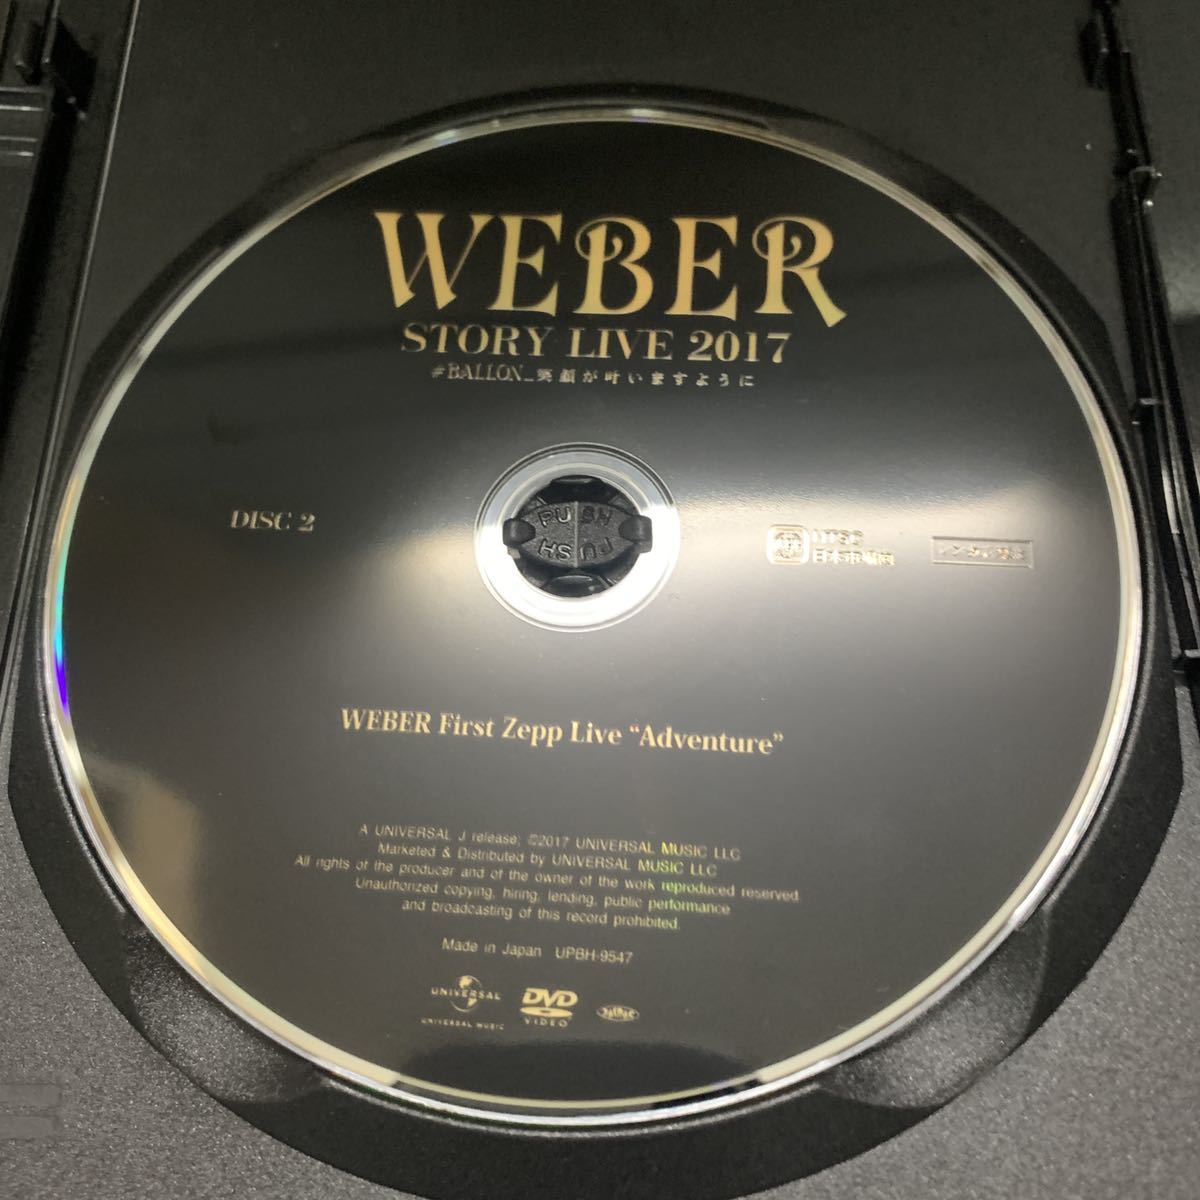 WEBER
STORY LIVE 2017
#BALLON_笑顔が叶いますように
DISC 2
PUSH
PUSH
NTSC
日本市場向
WEBER First Zepp Live “Adventure”
A UNIVERSAL J release; ©2017 UNIVERSAL MUSIC LLC
Marketed & Distributed by UNIVERSAL MUSIC LLC
All rights of the producer and of the owner of the work reproduced reserved.
Unauthorized copying, hiring, lending, public performance
and broadcasting of this record prohibited.
Made in Japan UPBH-9547
UNIVERSAL
UNIVERSAL MUSIC
DVD
VIDEO